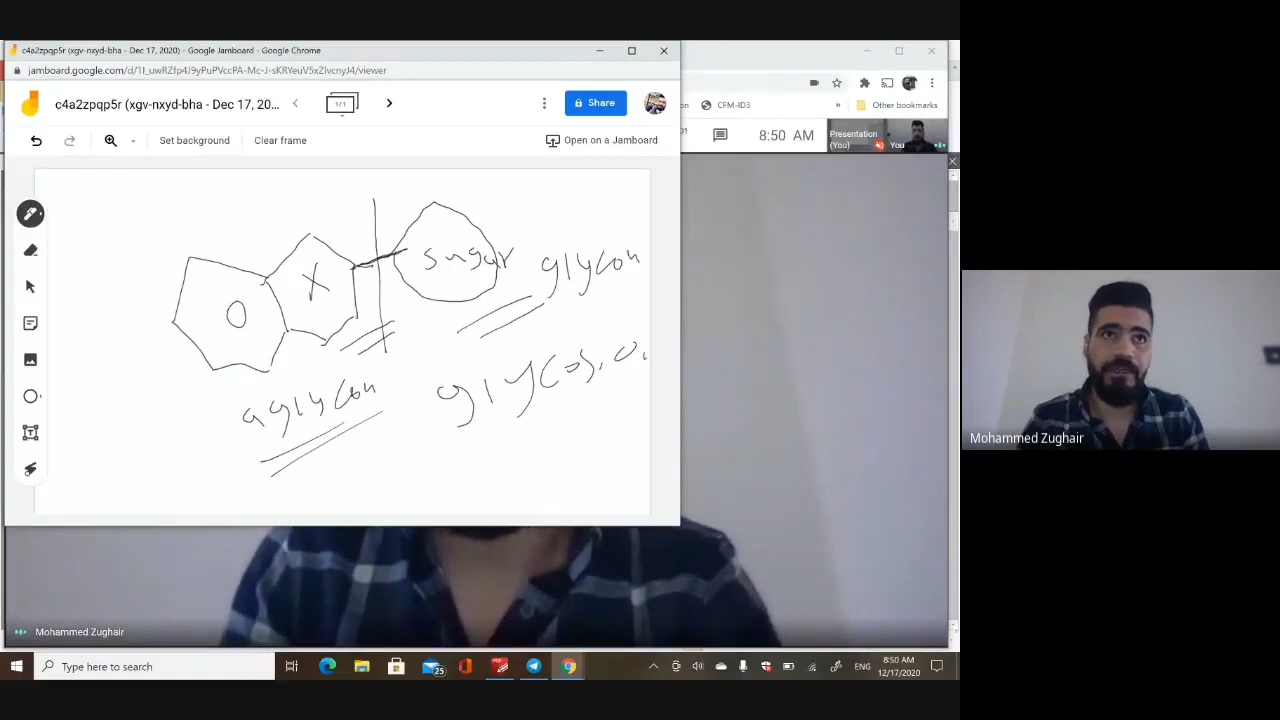 c4a2zpqp5r (xgv-nxyd-bha - Dec 17, 2020) - Google Jamboard - Google Chrome
jamboard.google.com/d/1I_uwRZfp4J9yPuPVccPA-Mc-J-sKRYeuV5xZlvcnyJ4/viewer
c4a2zpqp5r (xgv-nxyd-bha - Dec 17, 20...
1/1
Share
CFM-ID3
»
Other bookmarks
Set background
Clear frame
Open on a Jamboard
8:50 AM
Presentation
(You)
You
O
X
sugar
glycon
aglycon
T
Mohammed Zughair
Mohammed Zughair
Type here to search
25
ENG
8:50 AM
12/17/2020